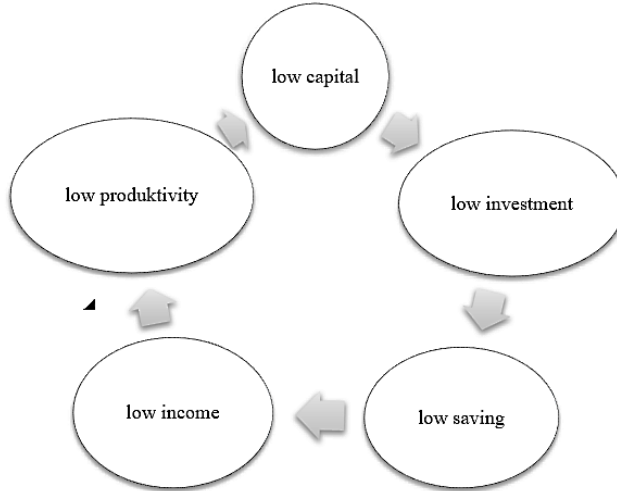 low capital
low produktivity
low investment
low income
low saving